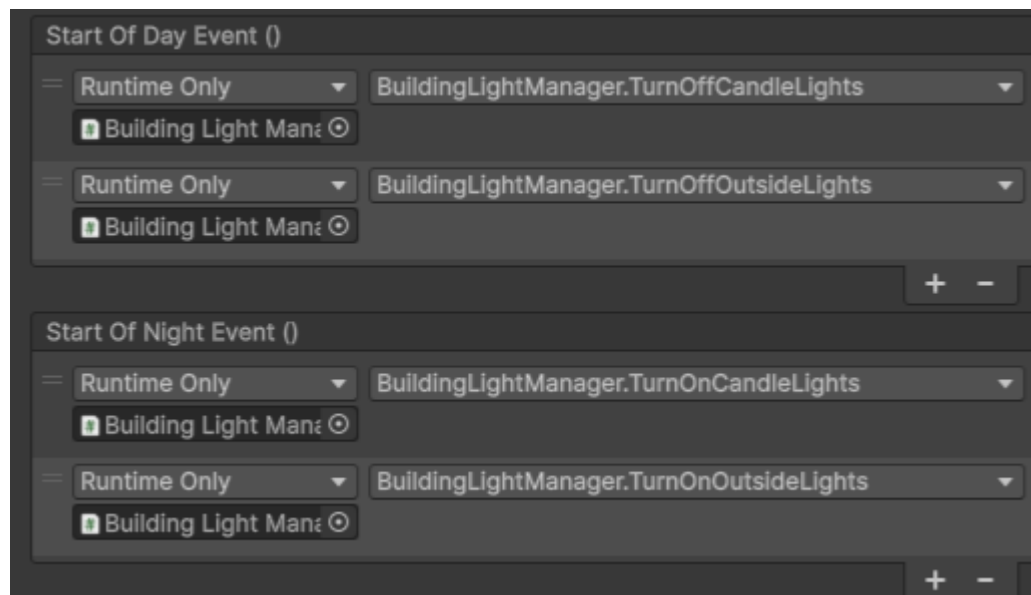 Start Of Day Event ()
Runtime Only BuildingLightManager.TurnOffCandleLights
Building Light Mana
Runtime Only BuildingLightManager.TurnOffOutsideLights
Building Light Mana
+ -
Start Of Night Event ()
Runtime Only BuildingLightManager.TurnOnCandleLights
Building Light Mana
Runtime Only BuildingLightManager.TurnOnOutsideLights
Building Light Mana
+ -